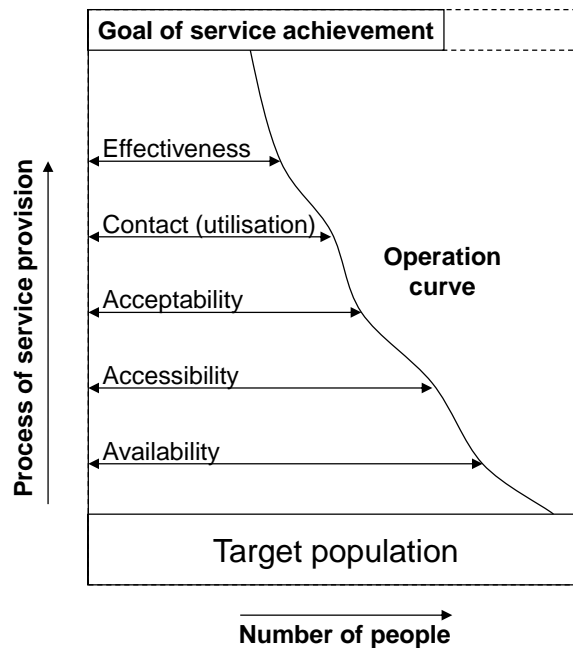 Goal of service achievement
Effectiveness
Contact (utilisation)
Operation
curve
Acceptability
Accessibility
Availability
Process of service provision
Target population
Number of people